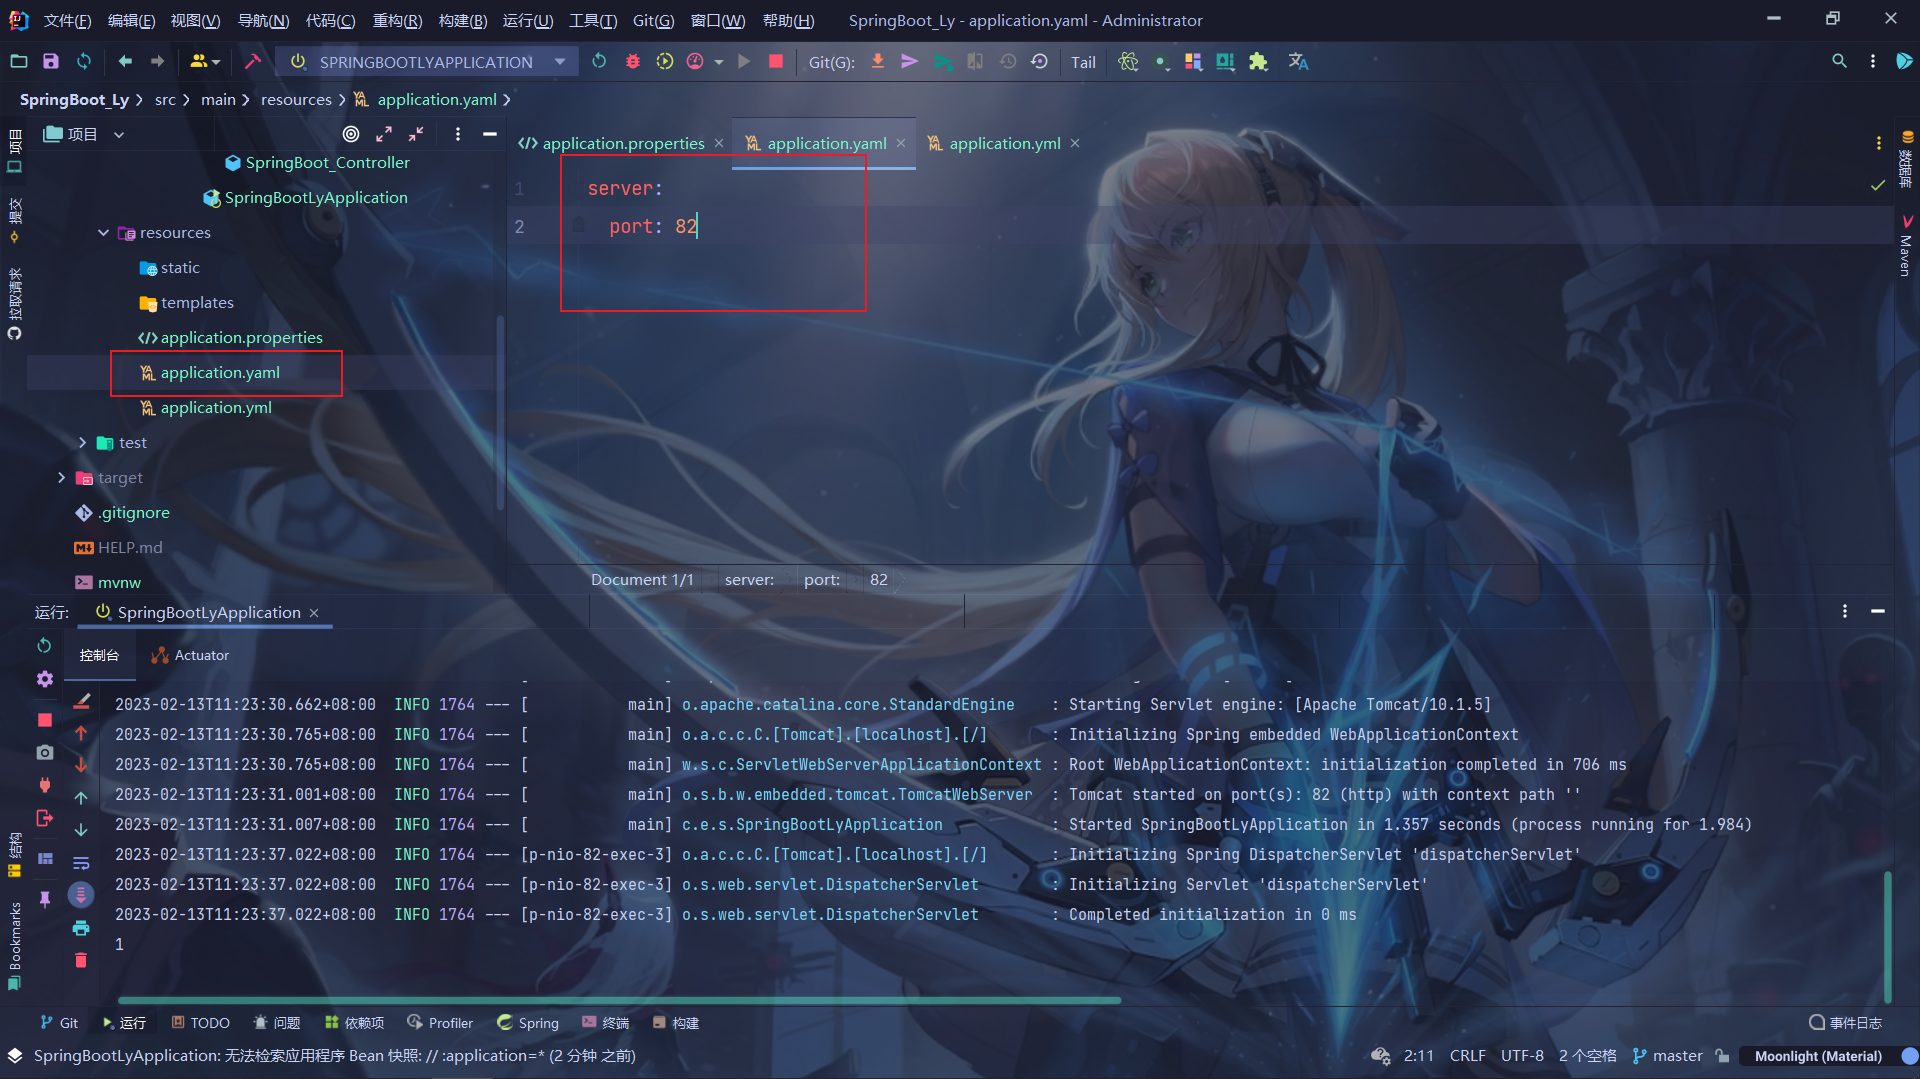 文件(F) 编辑(E) 视图(V) 导航(N) 代码(C) 重构(R) 构建(B) 运行(U) 工具(T) Git(G) 窗口(W) 帮助(H) SpringBoot_Ly - application.yaml - Administrator
SPRINGBOOTLYAPPLICATION Git(G): Tail
SpringBoot_Ly src main resources application.yaml
项目
application.properties application.yaml application.yml
SpringBoot_Controller
SpringBootLyApplication
resources
static
templates
application.properties
application.yaml
application.yml
test
target
.gitignore
HELP.md
mvnw
1 server:
2 port: 82
Document 1/1 server: port: 82
项目
提交
拉取请求
结构
Bookmarks
数据库
Maven
运行: SpringBootLyApplication
控制台 Actuator
2023-02-13T11:23:30.662+08:00 INFO 1764 --- [ main] o.apache.catalina.core.StandardEngine : Starting Servlet engine: [Apache Tomcat/10.1.5]
2023-02-13T11:23:30.765+08:00 INFO 1764 --- [ main] o.a.c.c.C.[Tomcat].[localhost].[/] : Initializing Spring embedded WebApplicationContext
2023-02-13T11:23:30.765+08:00 INFO 1764 --- [ main] w.s.c.ServletWebServerApplicationContext : Root WebApplicationContext: initialization completed in 706 ms
2023-02-13T11:23:31.001+08:00 INFO 1764 --- [ main] o.s.b.w.embedded.tomcat.TomcatWebServer : Tomcat started on port(s): 82 (http) with context path ''
2023-02-13T11:23:31.007+08:00 INFO 1764 --- [ main] c.e.s.SpringBootLyApplication : Started SpringBootLyApplication in 1.357 seconds (process running for 1.984)
2023-02-13T11:23:37.022+08:00 INFO 1764 --- [p-nio-82-exec-3] o.a.c.c.C.[Tomcat].[localhost].[/] : Initializing Spring DispatcherServlet 'dispatcherServlet'
2023-02-13T11:23:37.022+08:00 INFO 1764 --- [p-nio-82-exec-3] o.s.web.servlet.DispatcherServlet : Initializing Servlet 'dispatcherServlet'
2023-02-13T11:23:37.022+08:00 INFO 1764 --- [p-nio-82-exec-3] o.s.web.servlet.DispatcherServlet : Completed initialization in 0 ms
1
Git 运行 TODO 问题 依赖项 Profiler Spring 终端 构建 事件日志
SpringBootLyApplication: 无法检索应用程序 Bean 快照: // :application=* (2 分钟 之前) 2:11 CRLF UTF-8 2 个空格 master Moonlight (Material)